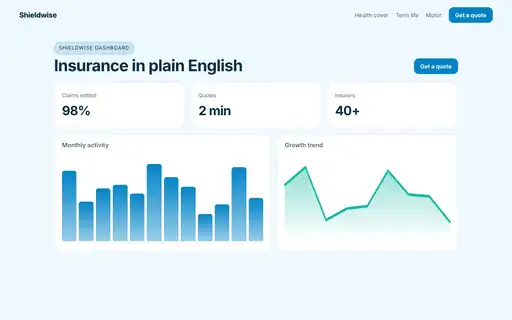 Shieldwise
Health cover Term life Motor Get a quote
SHIELDWISE DASHBOARD
Insurance in plain English
Get a quote
Claims settled Quotes Insurers
98% 2 min 40+
Monthly activity Growth trend